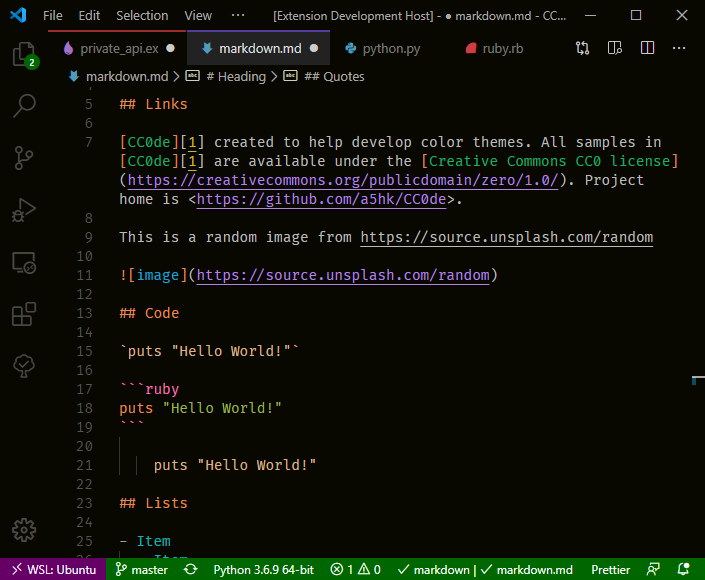 File Edit Selection View ··· [Extension Development Host] - ● markdown.md - CC...
2
private_api.ex ● markdown.md ● python.py ruby.rb ···
markdown.md > abc # Heading > abc ## Quotes
5 ## Links
6
7 [CC0de][1] created to help develop color themes. All samples in
[CC0de][1] are available under the [Creative Commons CC0 license]
(https://creativecommons.org/publicdomain/zero/1.0/). Project
home is <https://github.com/a5hk/CC0de>.
8
9 This is a random image from https://source.unsplash.com/random
10
11 ![image](https://source.unsplash.com/random)
12
13 ## Code
14
15 `puts "Hello World!"`
16
17 ```ruby
18 puts "Hello World!"
19 ```
20
21 puts "Hello World!"
22
23 ## Lists
24
25 - Item
26 - Item
WSL: Ubuntu master Python 3.6.9 64-bit 1 0 ✓ markdown | ✓ markdown.md Prettier